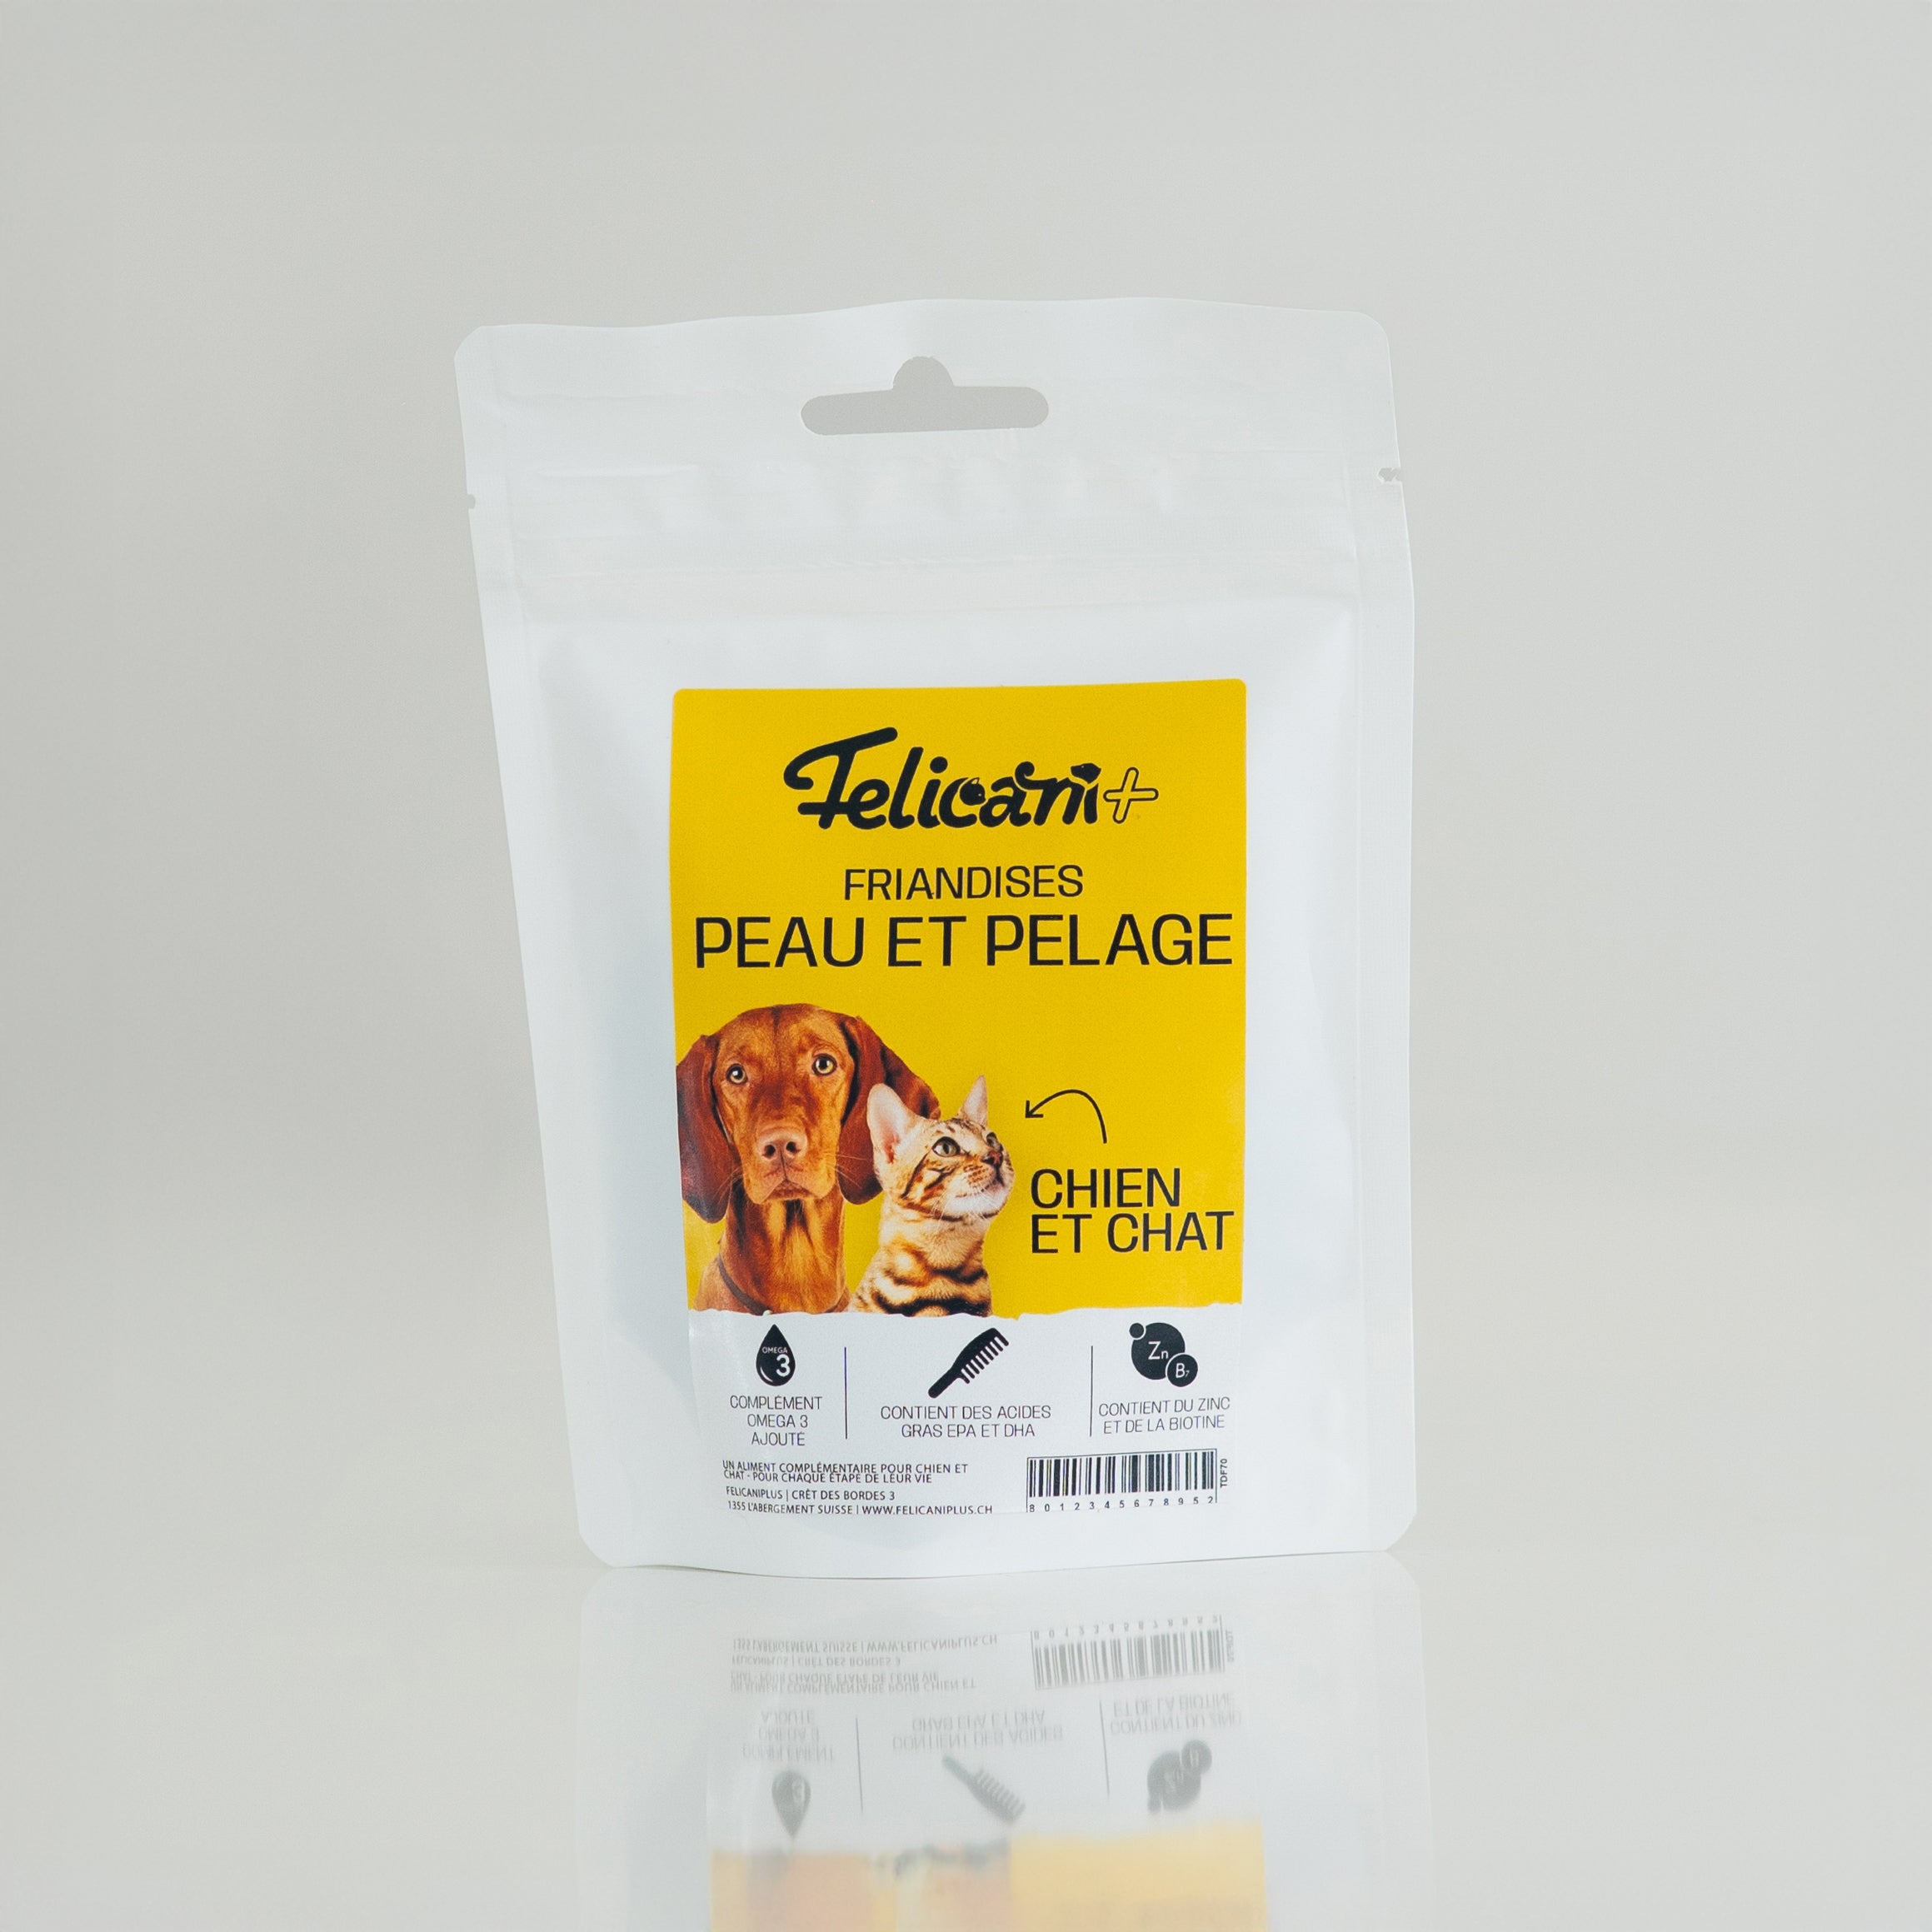 Felicani+
FRIANDISES
PEAU ET PELAGE
CHIEN
ET CHAT
OMEGA
3
COMPLÉMENT
OMEGA 3
AJOUTÉ
CONTIENT DES ACIDES
GRAS EPA ET DHA
Zn
B7
CONTIENT DU ZINC
ET DE LA BIOTINE
UN ALIMENT COMPLÉMENTAIRE POUR CHIEN ET
CHAT - POUR CHAQUE ÉTAPE DE LEUR VIE
FELICANIPLUS | CRÊT DES BORDES 3
1355 L'ABERGEMENT SUISSE | WWW.FELICANIPLUS.CH
8 0 1 2 3 4 5 6 7 8 9 5 2
TDF70